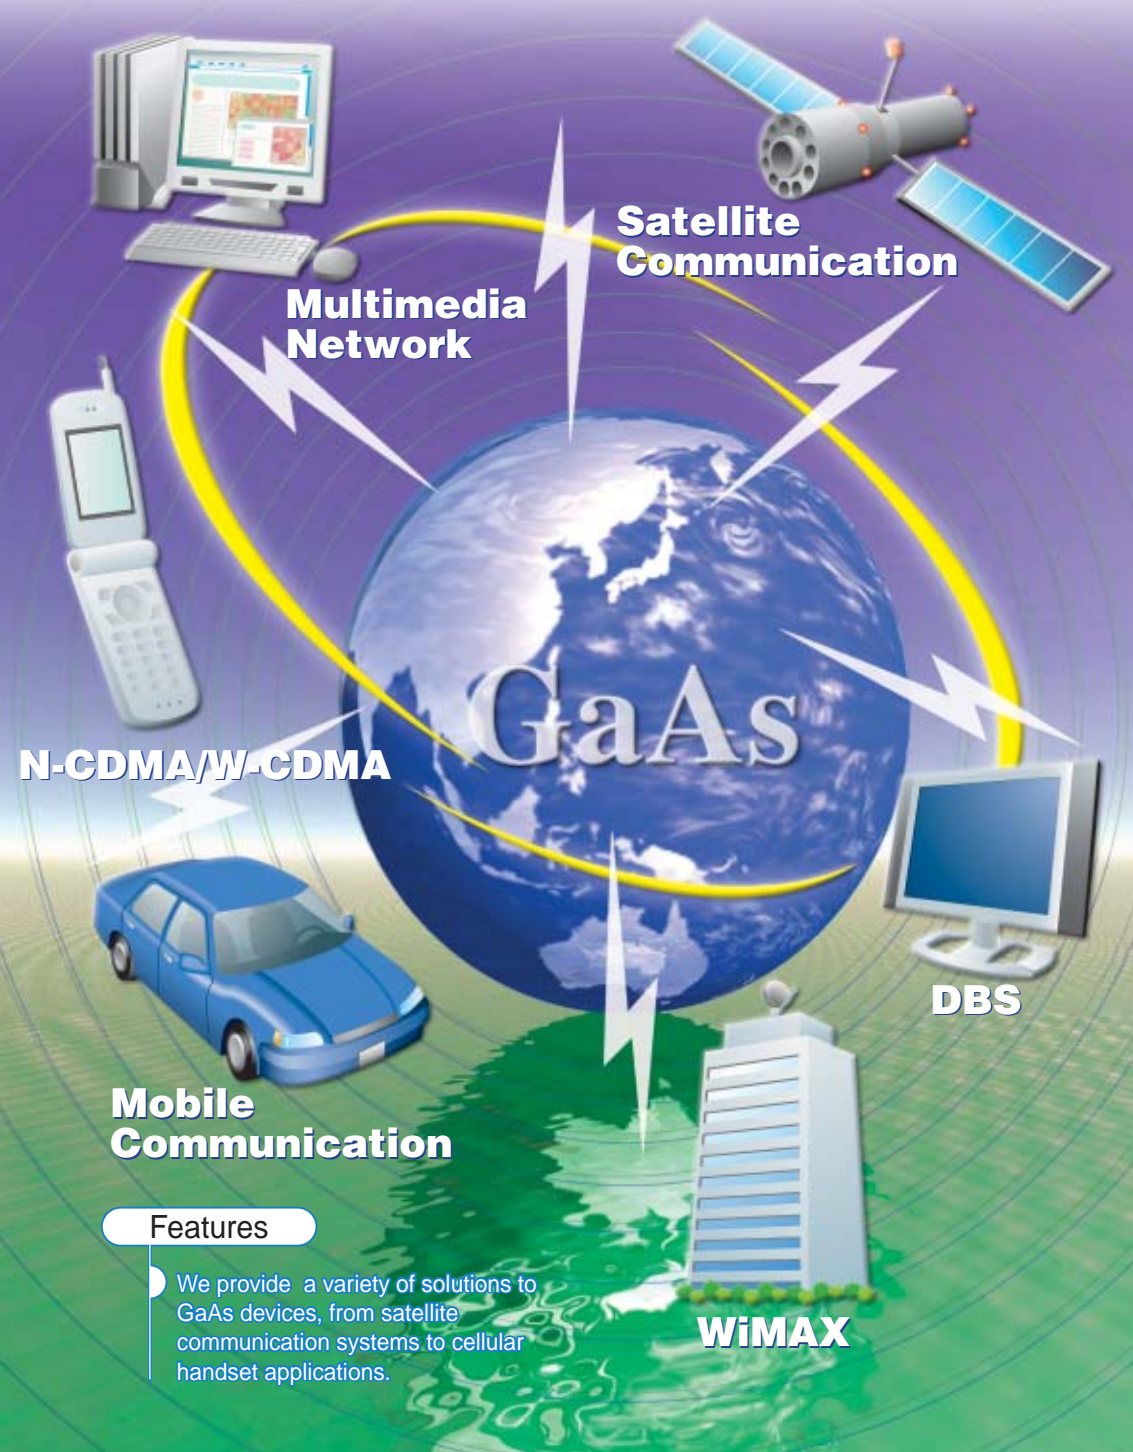 Satellite
Communication
Multimedia
Network
GaAs
N-CDMA/W-CDMA
DBS
Mobile
Communication
Features
We provide a variety of solutions to
GaAs devices, from satellite
communication systems to cellular
handset applications.
WiMAX